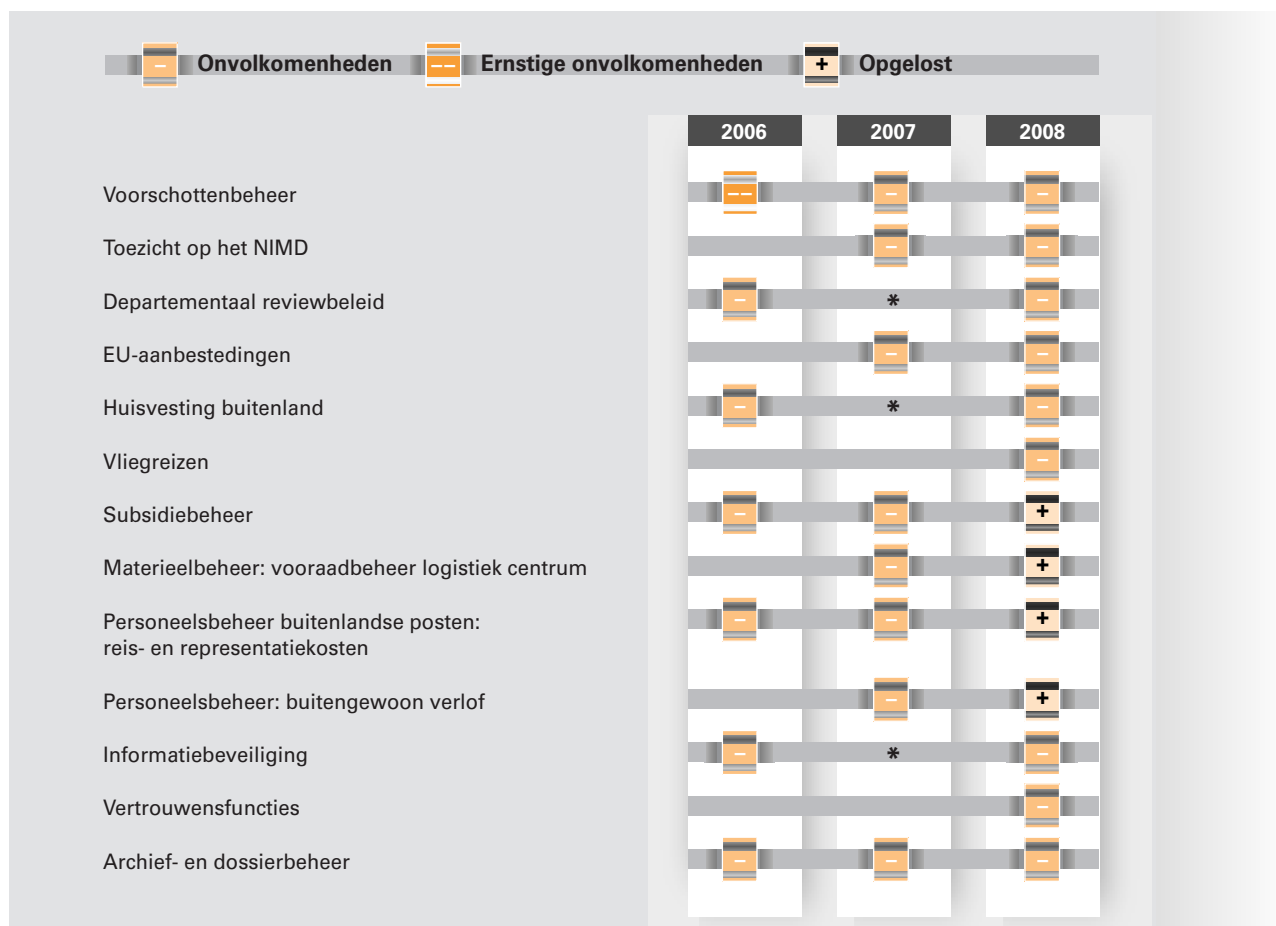 – Onvolkomenheden –– Ernstige onvolkomenheden + Opgelost
2006 2007 2008
Voorschottenbeheer –– – –
Toezicht op het NIMD – –
Departementaal reviewbeleid – * –
EU-aanbestedingen – –
Huisvesting buitenland – * –
Vliegreizen –
Subsidiebeheer – – +
Materieelbeheer: vooraadbeheer logistiek centrum – +
Personeelsbeheer buitenlandse posten: – – +
reis- en representatiekosten
Personeelsbeheer: buitengewoon verlof – +
Informatiebeveiliging – * –
Vertrouwensfuncties –
Archief- en dossierbeheer – – –